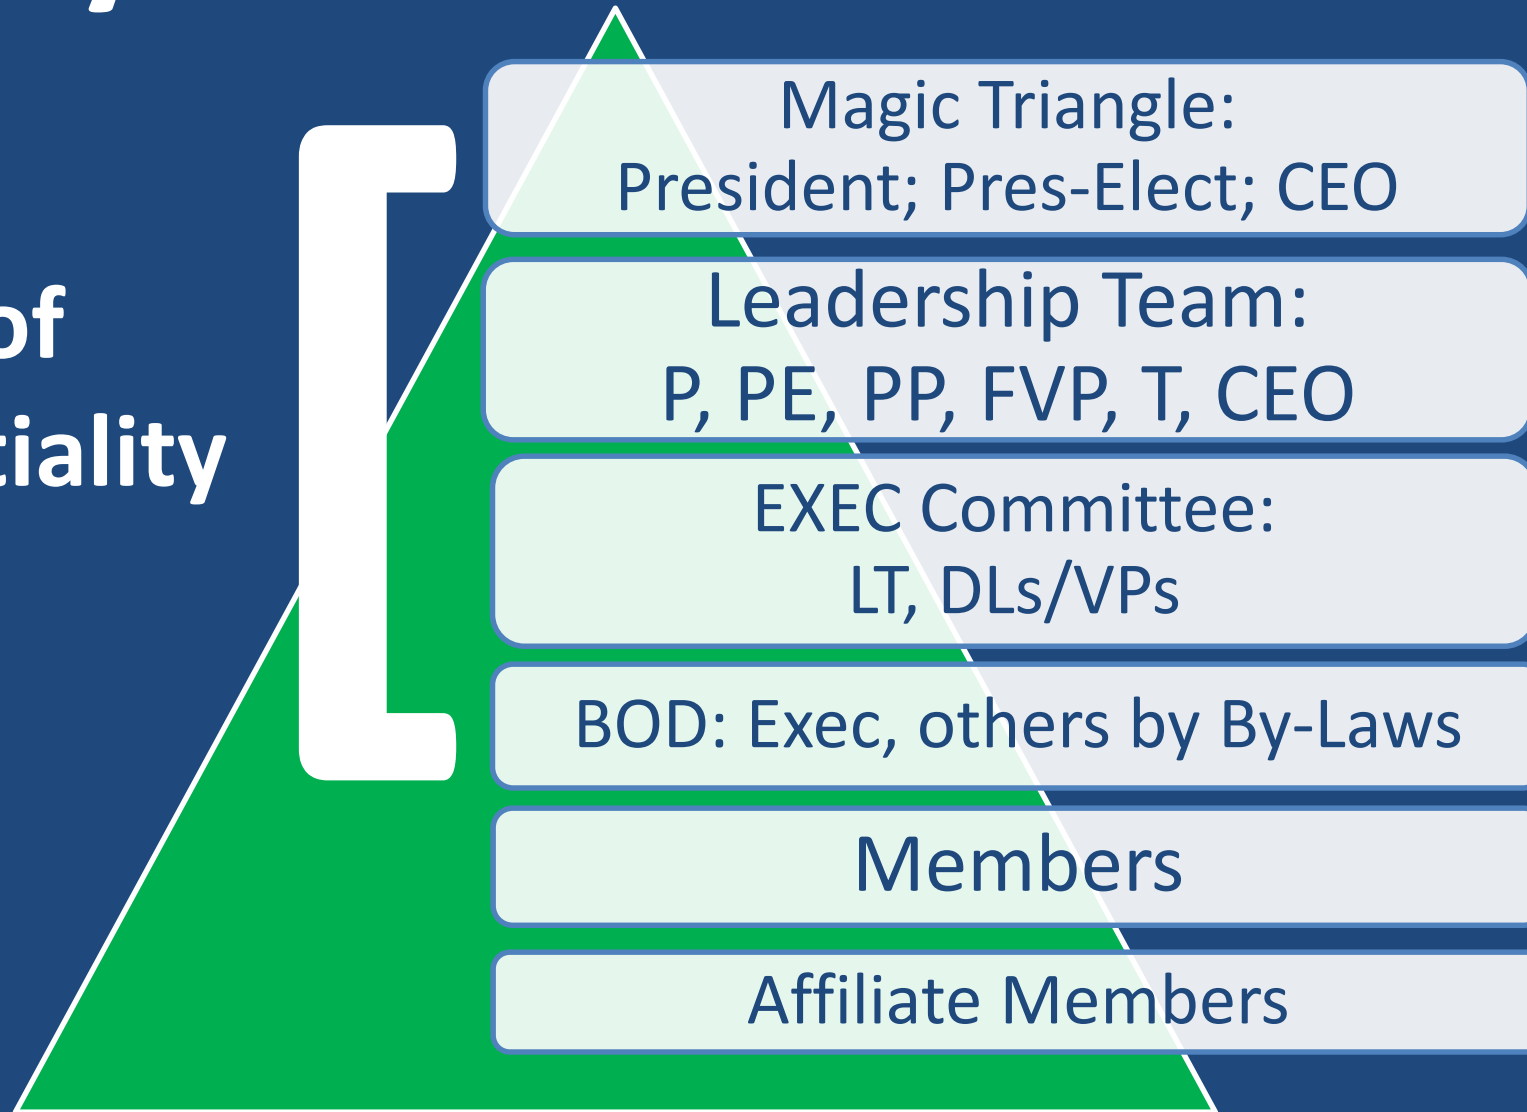 Magic Triangle:
President; Pres-Elect; CEO
of
Leadership Team:
P, PE, PP, FVP, T, CEO
tiality
EXEC Committee:
LT, DLs/VPs
BOD: Exec, others by By-Laws
Members
Affiliate Members